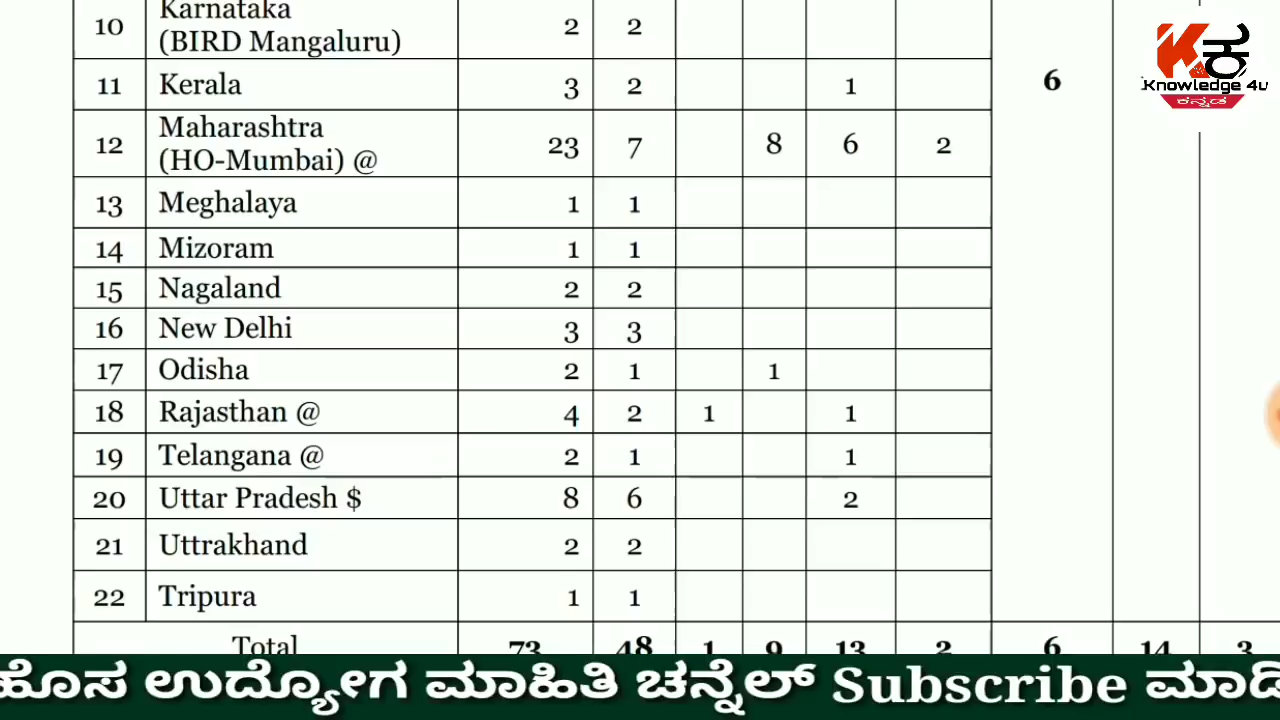 10 Karnataka 2 2
(BIRD Mangaluru)
11 Kerala 3 2 1 6
12 Maharashtra 23 7 8 6 2
(HO-Mumbai) @
13 Meghalaya 1 1
14 Mizoram 1 1
15 Nagaland 2 2
16 New Delhi 3 3
17 Odisha 2 1 1
18 Rajasthan @ 4 2 1 1
19 Telangana @ 2 1 1
20 Uttar Pradesh $ 8 6 2
21 Uttrakhand 2 2
22 Tripura 1 1
Total 73 48 1 9 13 2 6 14 3
K ಕ
Knowledge 4u
ಕನ್ನಡ
ಹೊಸ ಉದ್ಯೋಗ ಮಾಹಿತಿ ಚನ್ನೆಲ್ Subscribe ಮಾಡಿ